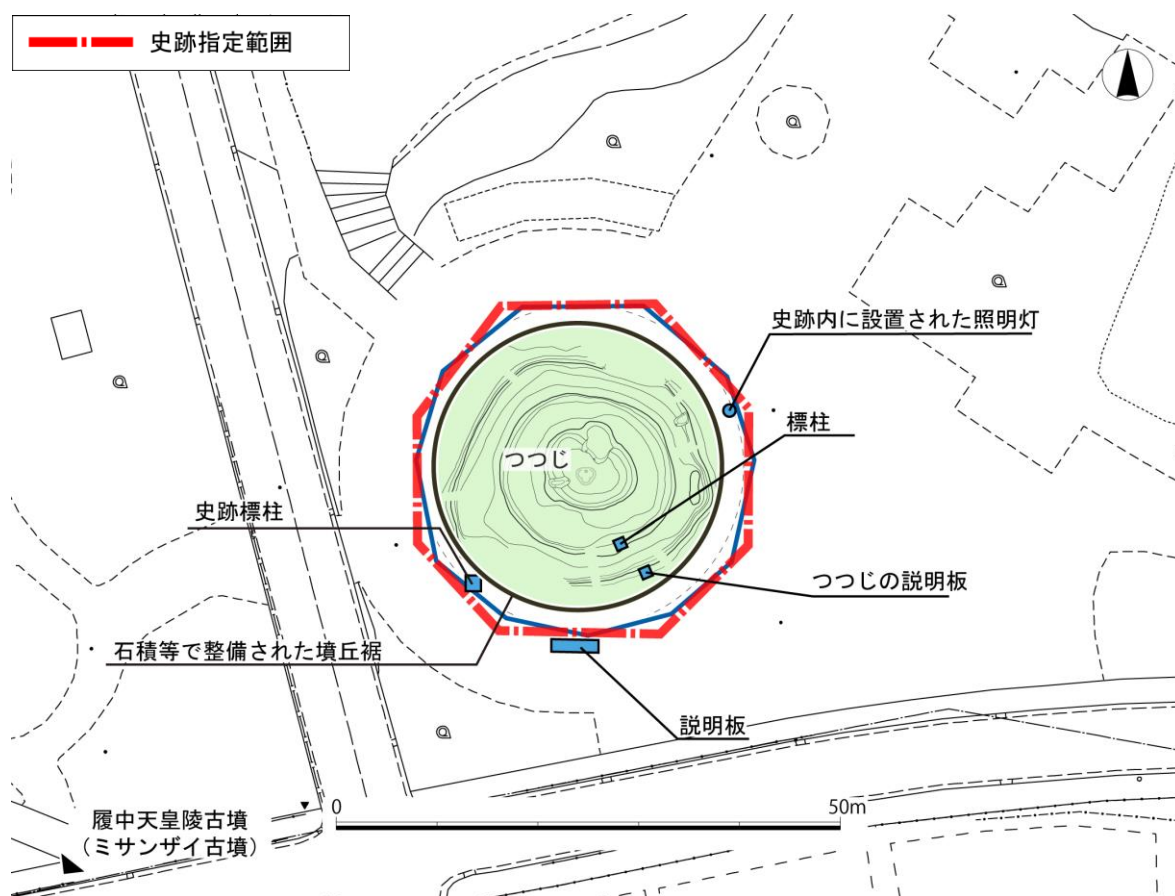 史跡指定範囲
史跡内に設置された照明灯
標柱
つつじ
史跡標柱
つつじの説明板
石積等で整備された墳丘裾
説明板
0
50m
履中天皇陵古墳
（ミサンザイ古墳）